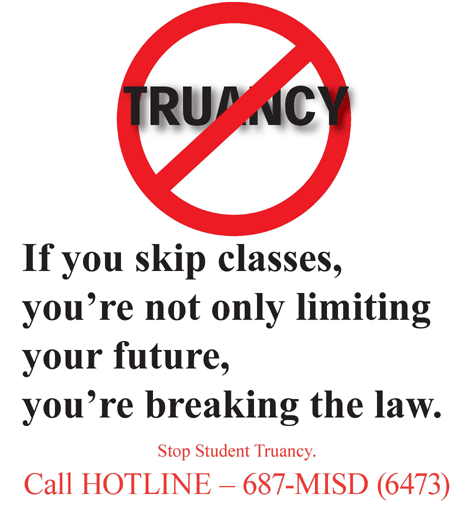 TRUANCY
If you skip classes,
you’re not only limiting
your future,
you’re breaking the law.
Stop Student Truancy.
Call HOTLINE – 687-MISD (6473)